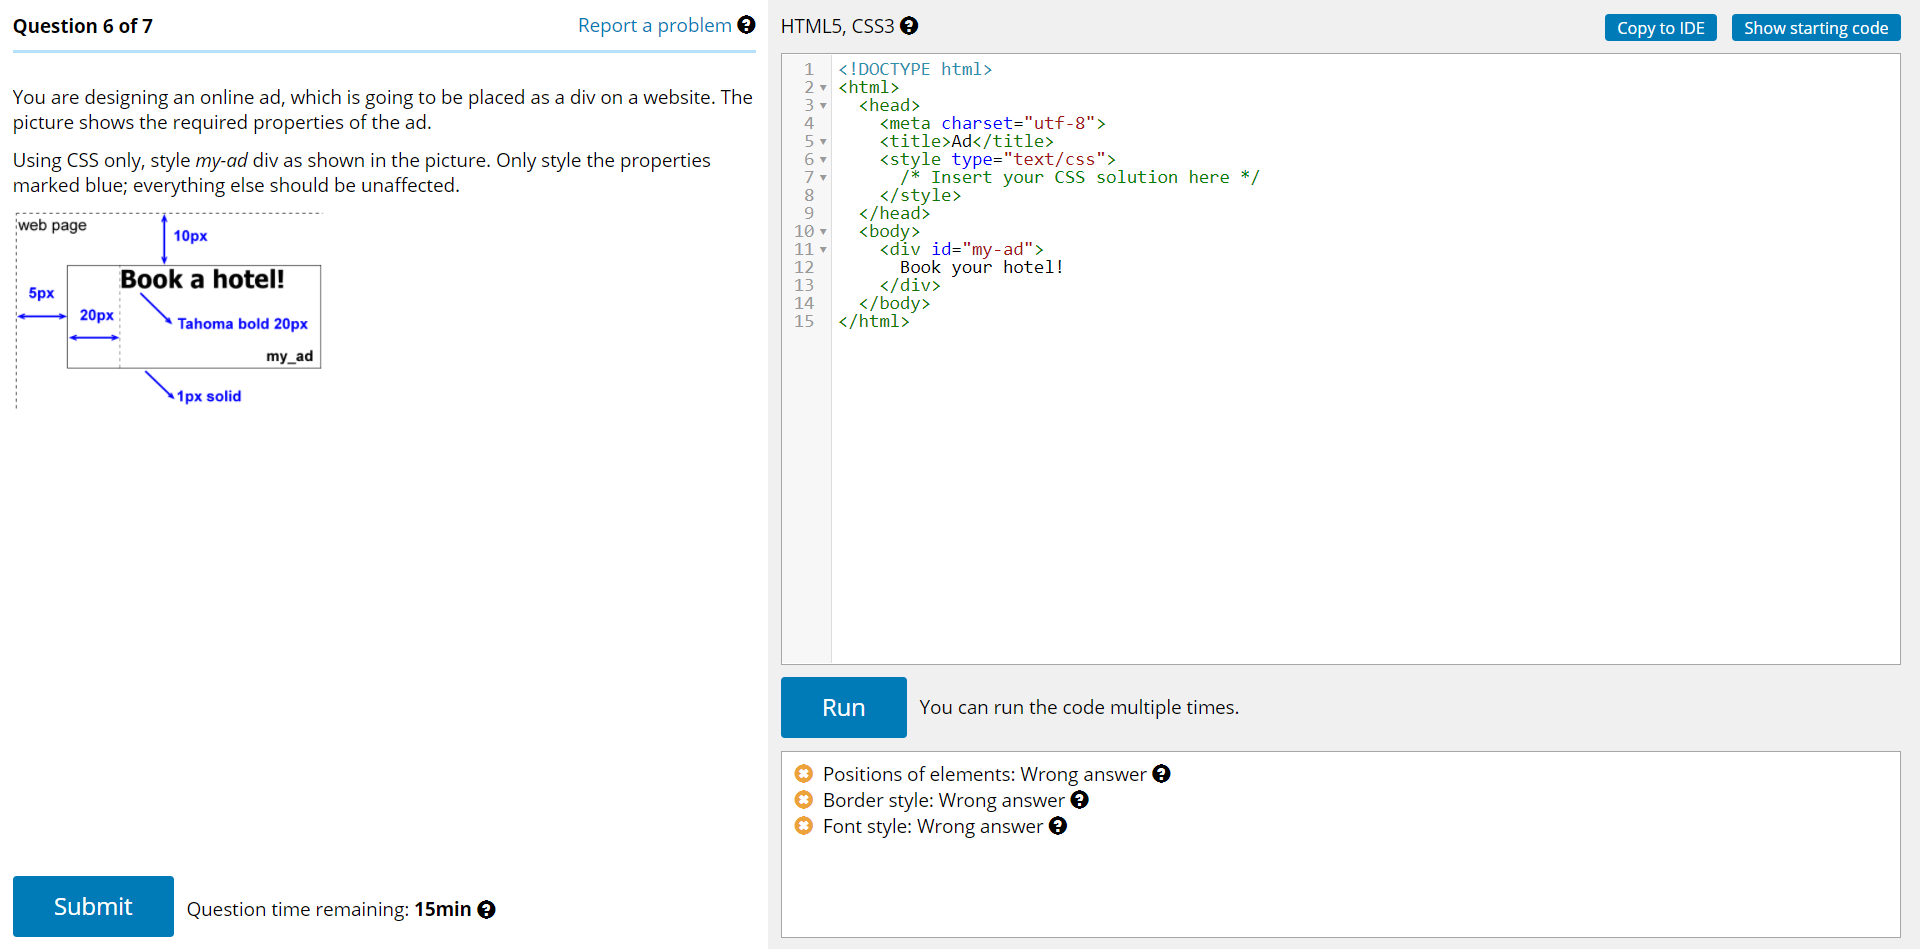 Question 6 of 7
Report a problem
You are designing an online ad, which is going to be placed as a div on a website. The
picture shows the required properties of the ad.
Using CSS only, style my-ad div as shown in the picture. Only style the properties
marked blue; everything else should be unaffected.
web page
10px
Book a hotel!
5px
20px
Tahoma bold 20px
my_ad
1px solid
Submit
Question time remaining: 15min
HTML5, CSS3
Copy to IDE
Show starting code
1 <!DOCTYPE html>
2 <html>
3 <head>
4 <meta charset="utf-8">
5 <title>Ad</title>
6 <style type="text/css">
7 /* Insert your CSS solution here */
8 </style>
9 </head>
10 <body>
11 <div id="my-ad">
12 Book your hotel!
13 </div>
14 </body>
15 </html>
Run
You can run the code multiple times.
Positions of elements: Wrong answer
Border style: Wrong answer
Font style: Wrong answer